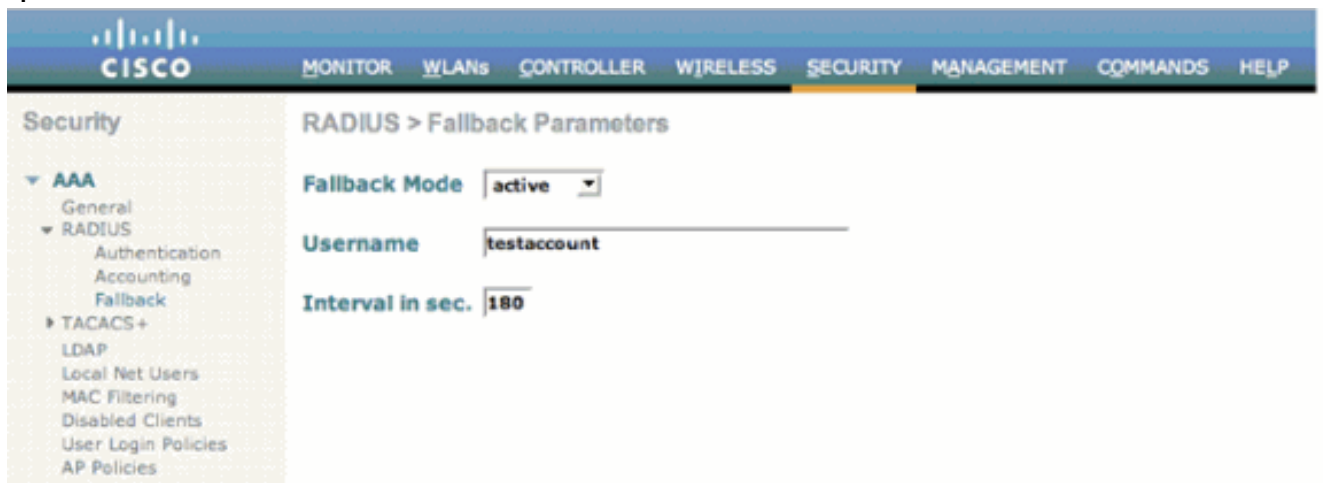 CISCO
MONITOR WLANs CONTROLLER WIRELESS SECURITY MANAGEMENT COMMANDS HELP
Security
AAA
General
RADIUS
Authentication
Accounting
Fallback
TACACS+
LDAP
Local Net Users
MAC Filtering
Disabled Clients
User Login Policies
AP Policies
RADIUS > Fallback Parameters
Fallback Mode active
Username testaccount
Interval in sec. 180